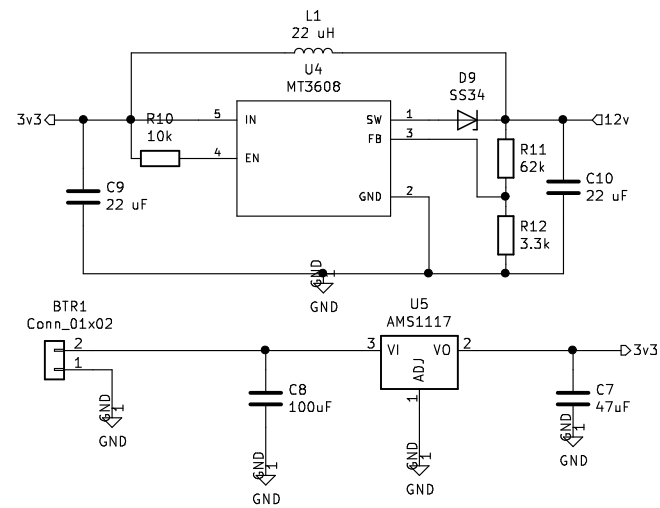 L1
22 uH
U4
MT3608
D9
SS34
3v3
R10
10k
5
IN
SW
1
12v
FB
3
4
EN
R11
62k
C9
22 uF
GND
2
C10
22 uF
R12
3.3k
GND
1
GND
BTR1
Conn_01x02
U5
AMS1117
2
3
VI
VO
2
3v3
1
ADJ
C8
100uF
1
C7
47uF
GND
1
GND
GND
1
GND
GND
1
GND
GND
1
GND